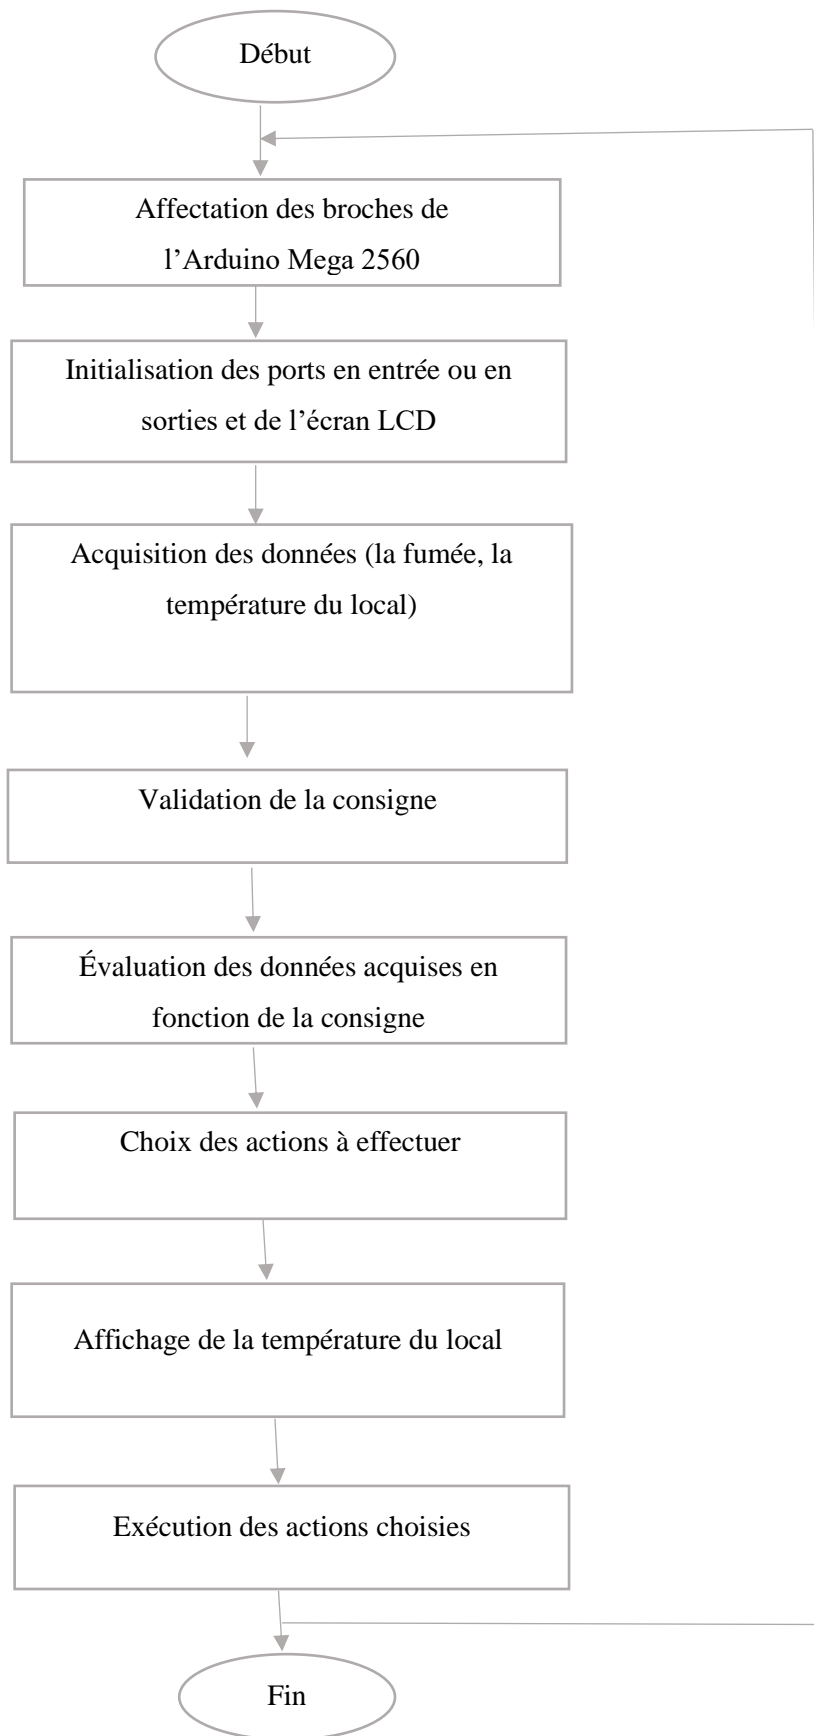 Début
Affectation des broches de
l’Arduino Mega 2560
Initialisation des ports en entrée ou en
sorties et de l’écran LCD
Acquisition des données (la fumée, la
température du local)
Validation de la consigne
Évaluation des données acquises en
fonction de la consigne
Choix des actions à effectuer
Affichage de la température du local
Exécution des actions choisies
Fin